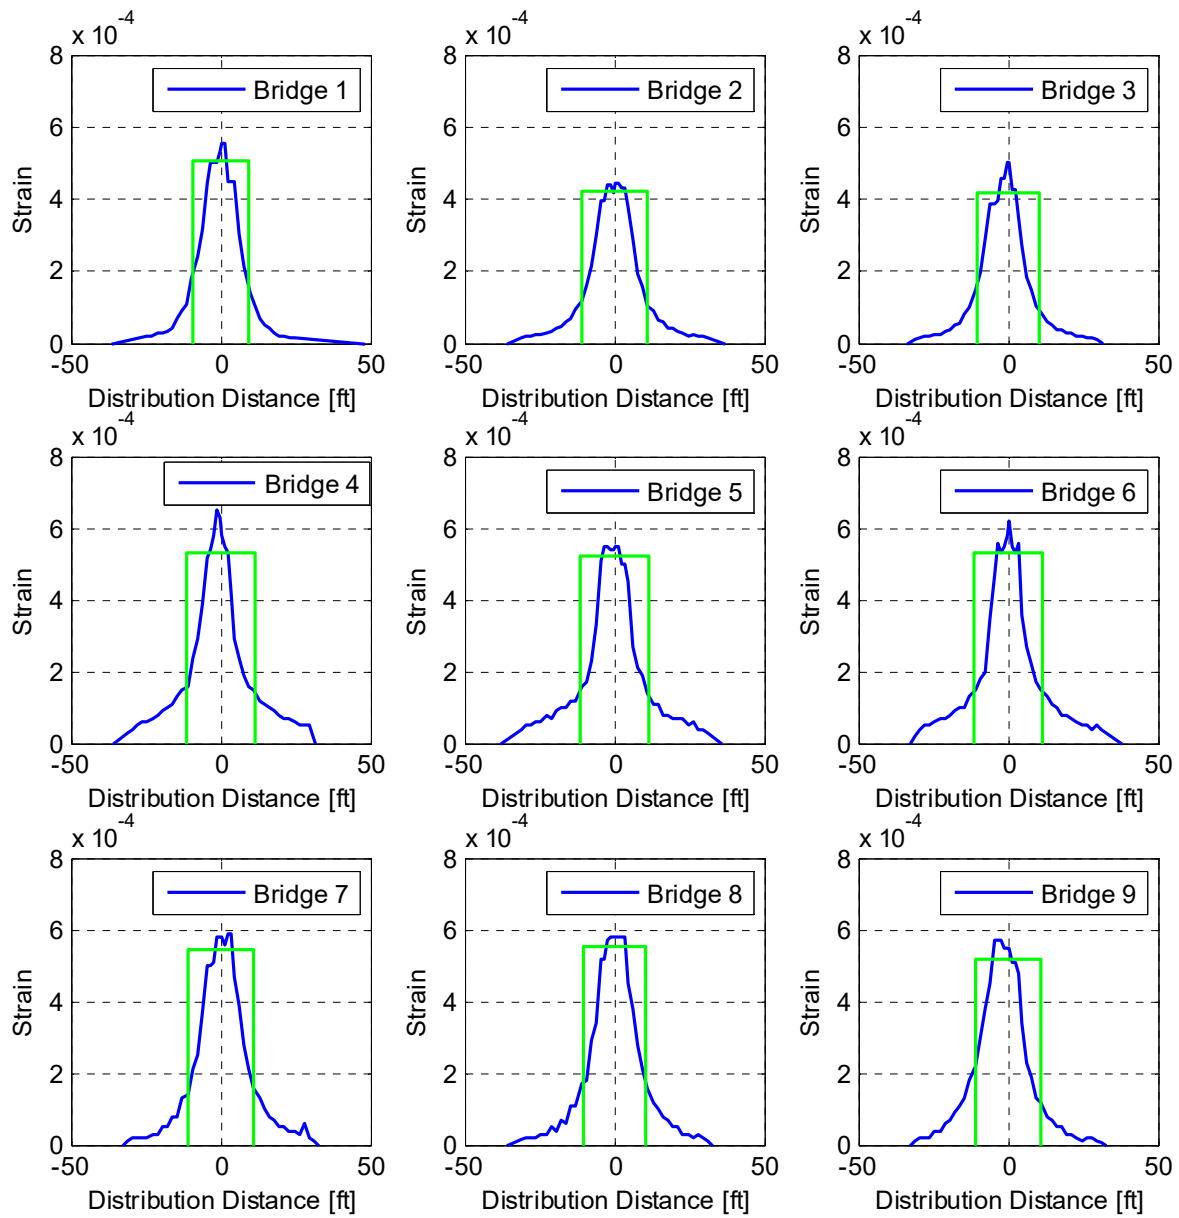 x 10^-4 x 10^-4 x 10^-4
8 8 8
Bridge 1 Bridge 2 Bridge 3
6 6 6
Strain Strain Strain
4 4 4
2 2 2
0 0 0
-50 0 50 -50 0 50 -50 0 50
Distribution Distance [ft] Distribution Distance [ft] Distribution Distance [ft]
x 10^-4 x 10^-4 x 10^-4
8 8 8
Bridge 4 Bridge 5 Bridge 6
6 6 6
Strain Strain Strain
4 4 4
2 2 2
0 0 0
-50 0 50 -50 0 50 -50 0 50
Distribution Distance [ft] Distribution Distance [ft] Distribution Distance [ft]
x 10^-4 x 10^-4 x 10^-4
8 8 8
Bridge 7 Bridge 8 Bridge 9
6 6 6
Strain Strain Strain
4 4 4
2 2 2
0 0 0
-50 0 50 -50 0 50 -50 0 50
Distribution Distance [ft] Distribution Distance [ft] Distribution Distance [ft]